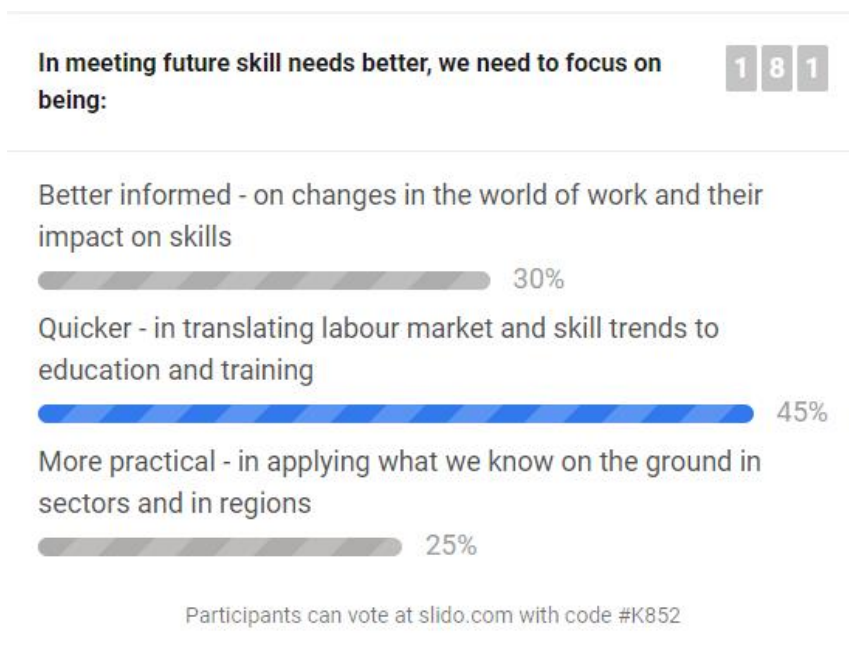 In meeting future skill needs better, we need to focus on
being:
181
Better informed - on changes in the world of work and their
impact on skills
30%
Quicker - in translating labour market and skill trends to
education and training
45%
More practical - in applying what we know on the ground in
sectors and in regions
25%
Participants can vote at slido.com with code #K852